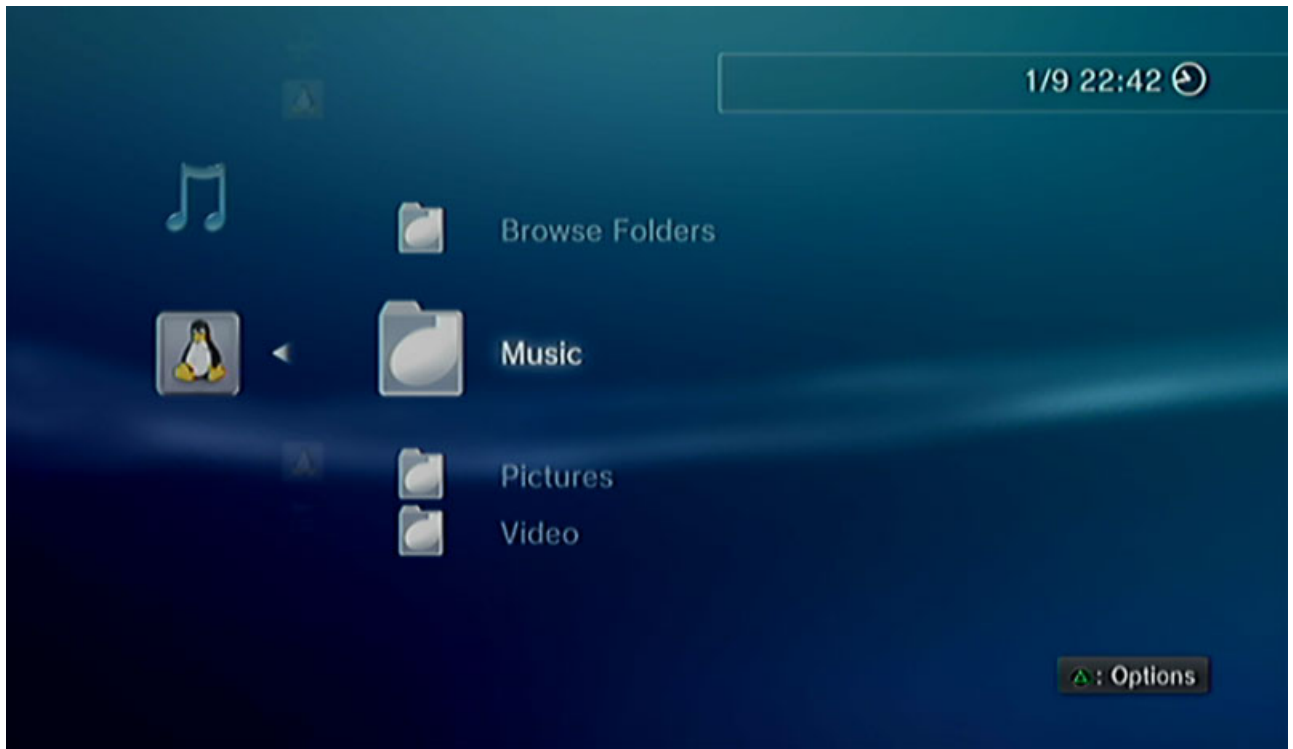 1/9 22:42
Browse Folders
Music
Pictures
Video
: Options